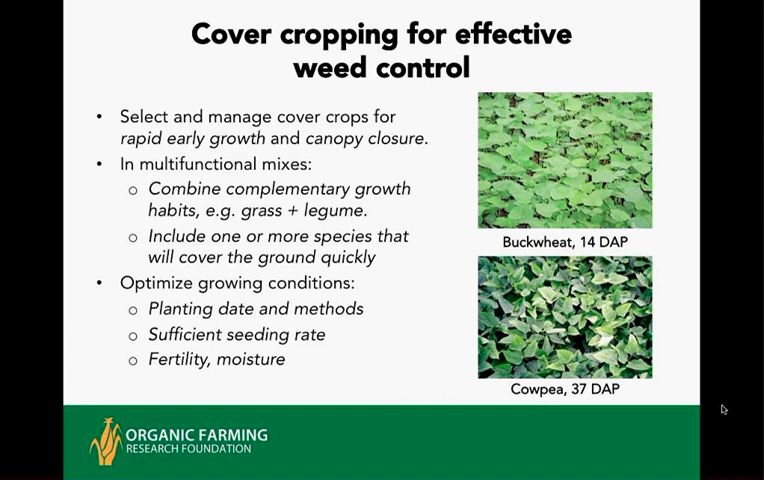 Cover cropping for effective
weed control
• Select and manage cover crops for
rapid early growth and canopy closure.
• In multifunctional mixes:
o Combine complementary growth
habits, e.g. grass + legume.
o Include one or more species that
will cover the ground quickly
• Optimize growing conditions:
o Planting date and methods
o Sufficient seeding rate
o Fertility, moisture
Buckwheat, 14 DAP
Cowpea, 37 DAP
ORGANIC FARMING
RESEARCH FOUNDATION